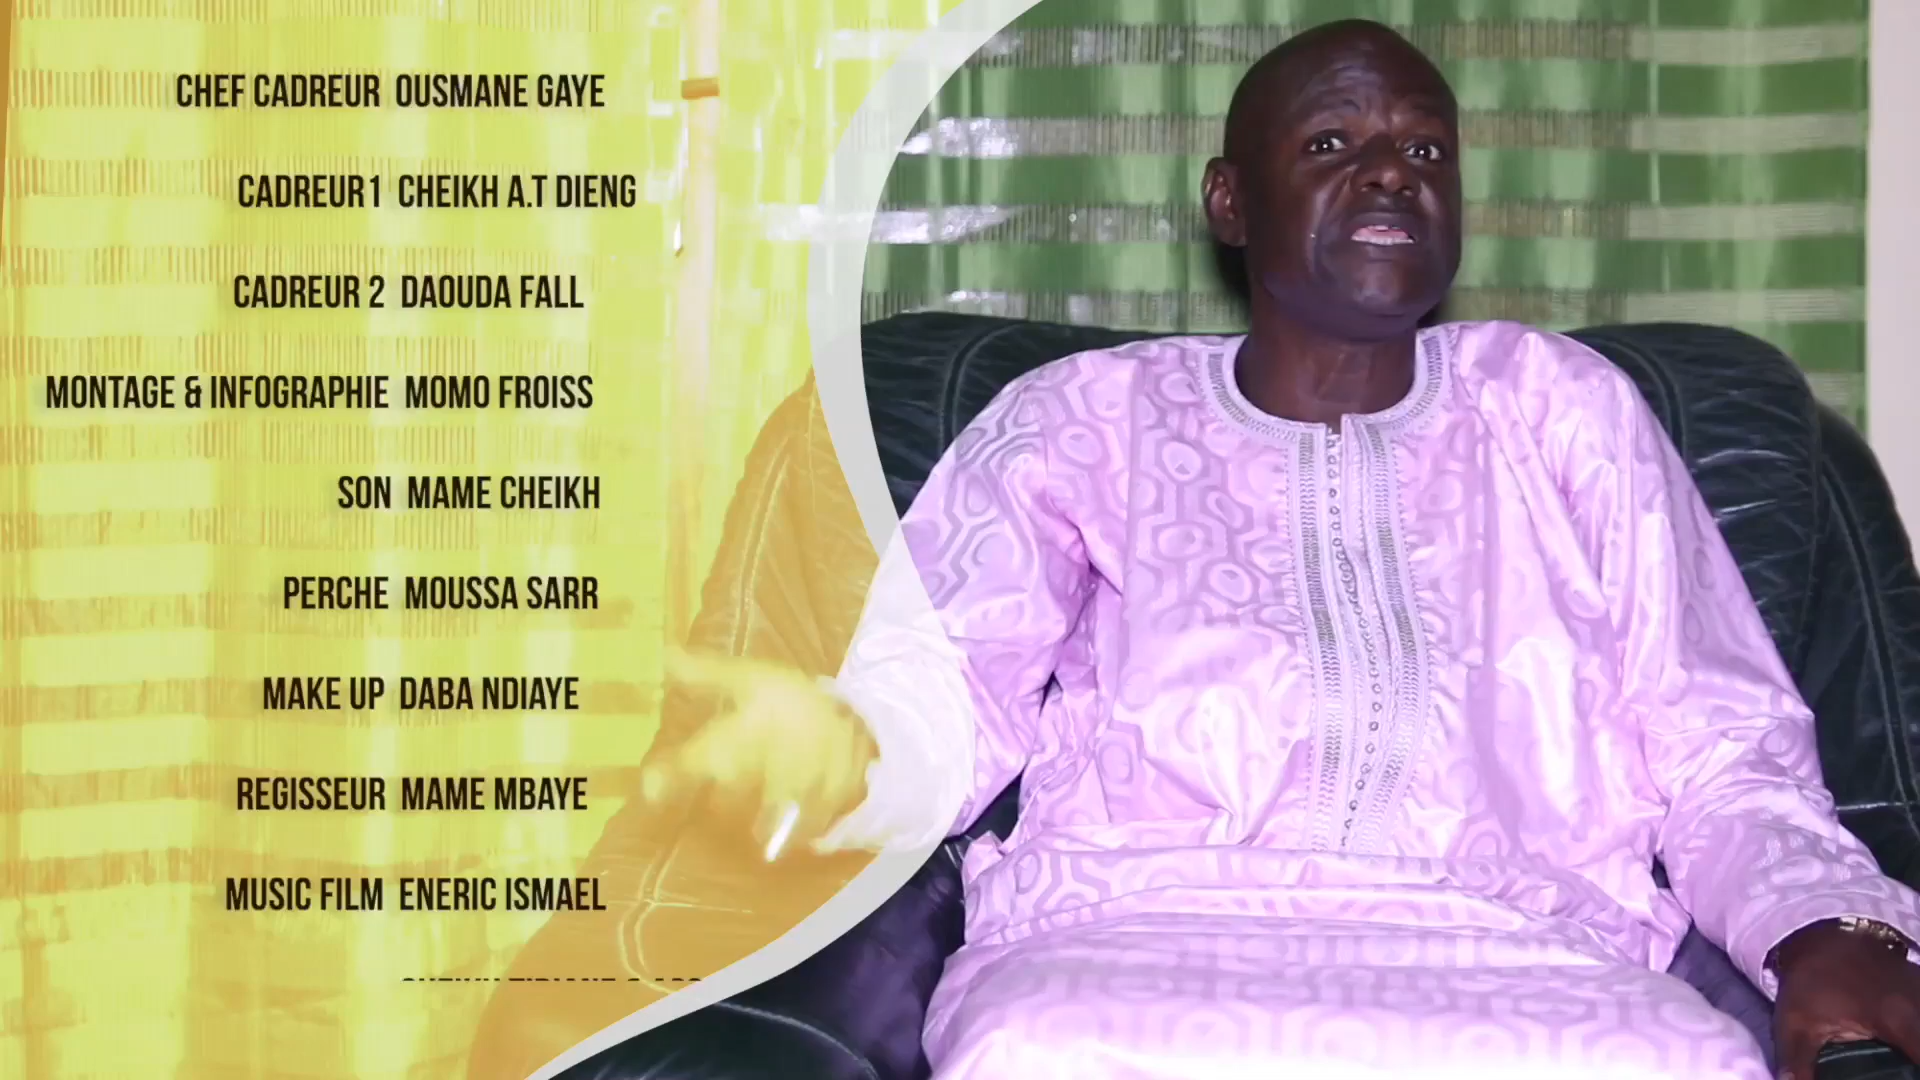 CHEF CADREUR OUSMANE GAYE
CADREUR1 CHEIKH A.T DIENG
CADREUR 2 DAOUDA FALL
MONTAGE & INFOGRAPHIE MOMO FROISS
SON MAME CHEIKH
PERCHE MOUSSA SARR
MAKE UP DABA NDIAYE
REGISSEUR MAME MBAYE
MUSIC FILM ENERIC ISMAEL